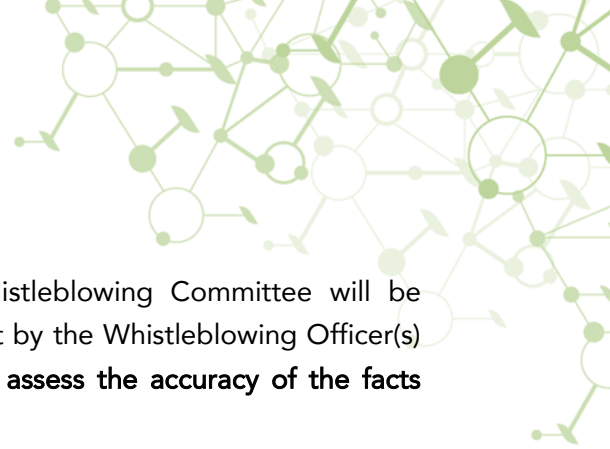 istleblowing Committee will be
t by the Whistleblowing Officer(s)
assess the accuracy of the facts